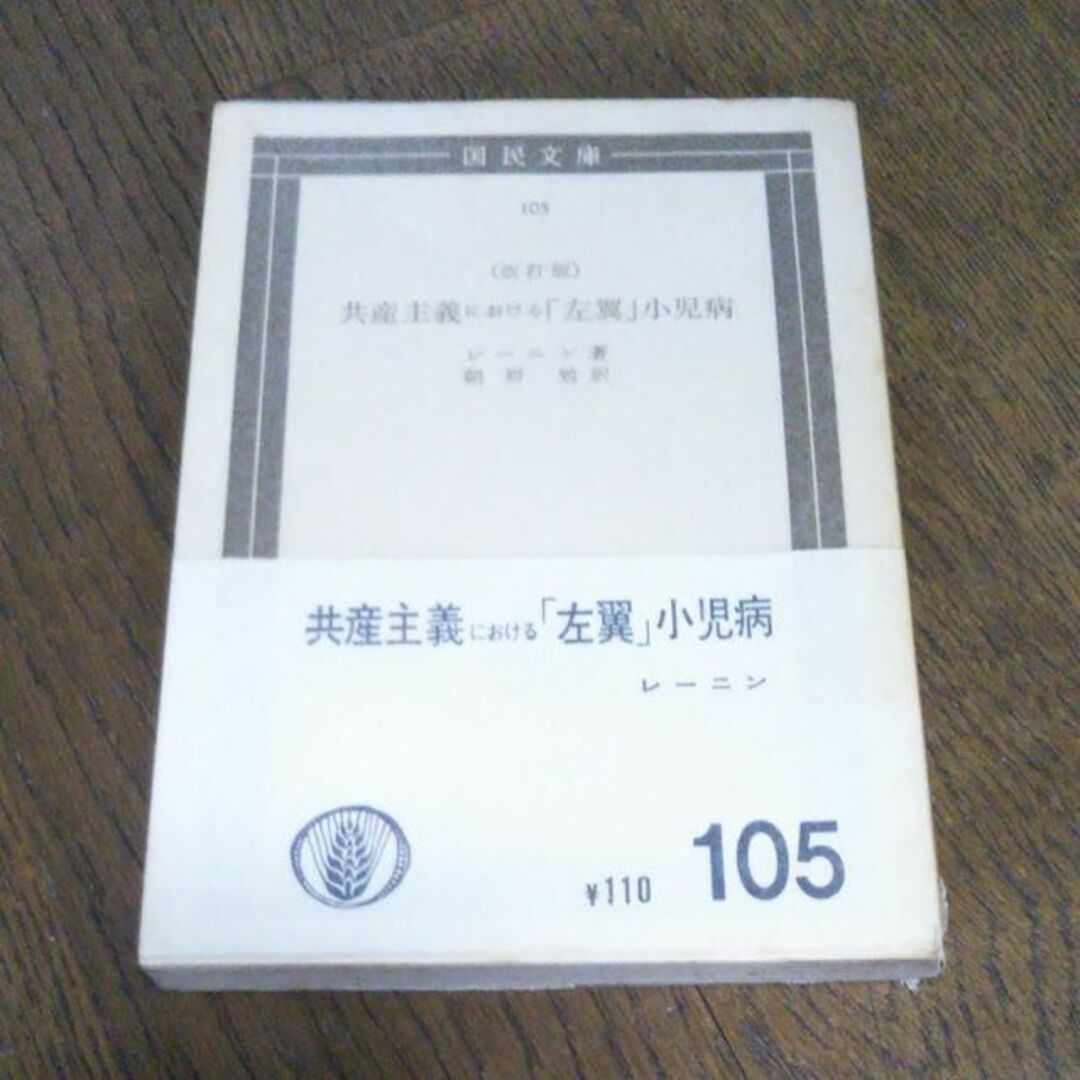 国民文庫
105
(改訂版)
共産主義における「左翼」小児病
レーニン著
朝野 勉訳
共産主義における「左翼」小児病
レーニン
¥110
105